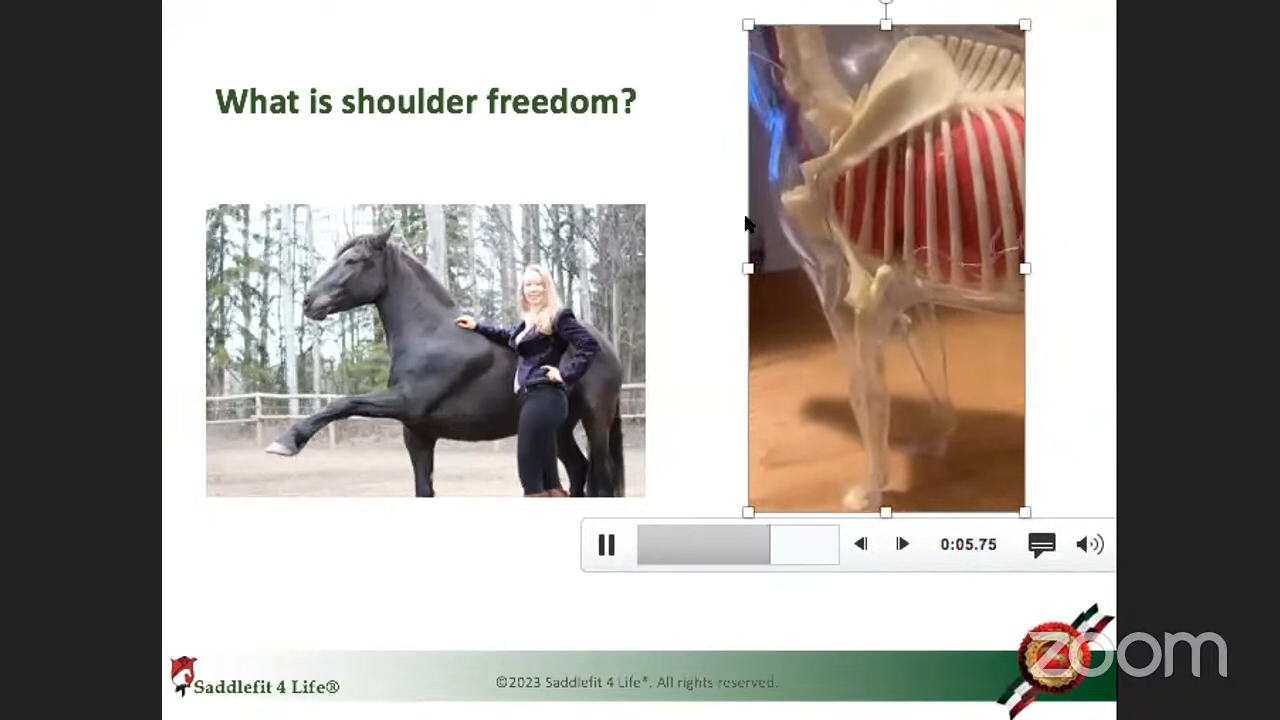 What is shoulder freedom?
0:05.75
Saddlefit 4 Life®
©2023 Saddlefit 4 Life®. All rights reserved.
zoom